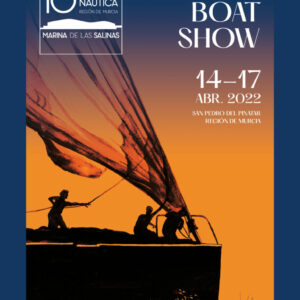 10
NÁUTICA
REGIÓN DE MURCIA
MARINA DE LAS SALINAS
BOAT
SHOW
14–17
ABR. 2022
SAN PEDRO DEL PINATAR
REGIÓN DE MURCIA